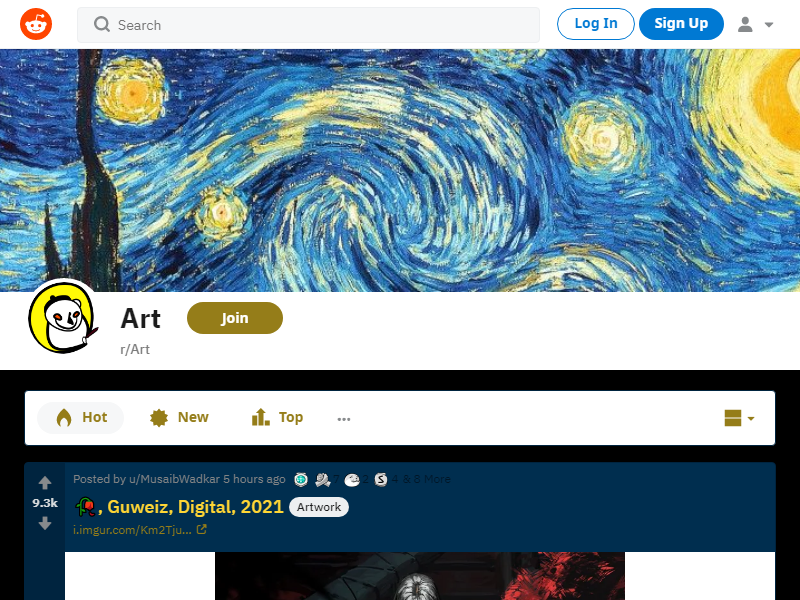 Search
Log In
Sign Up
Art
Join
r/Art
Hot
New
Top
Posted by u/MusaibWadkar 5 hours ago
& 8 More
9.3k
, Guweiz, Digital, 2021
Artwork
i.imgur.com/Km2Tju...